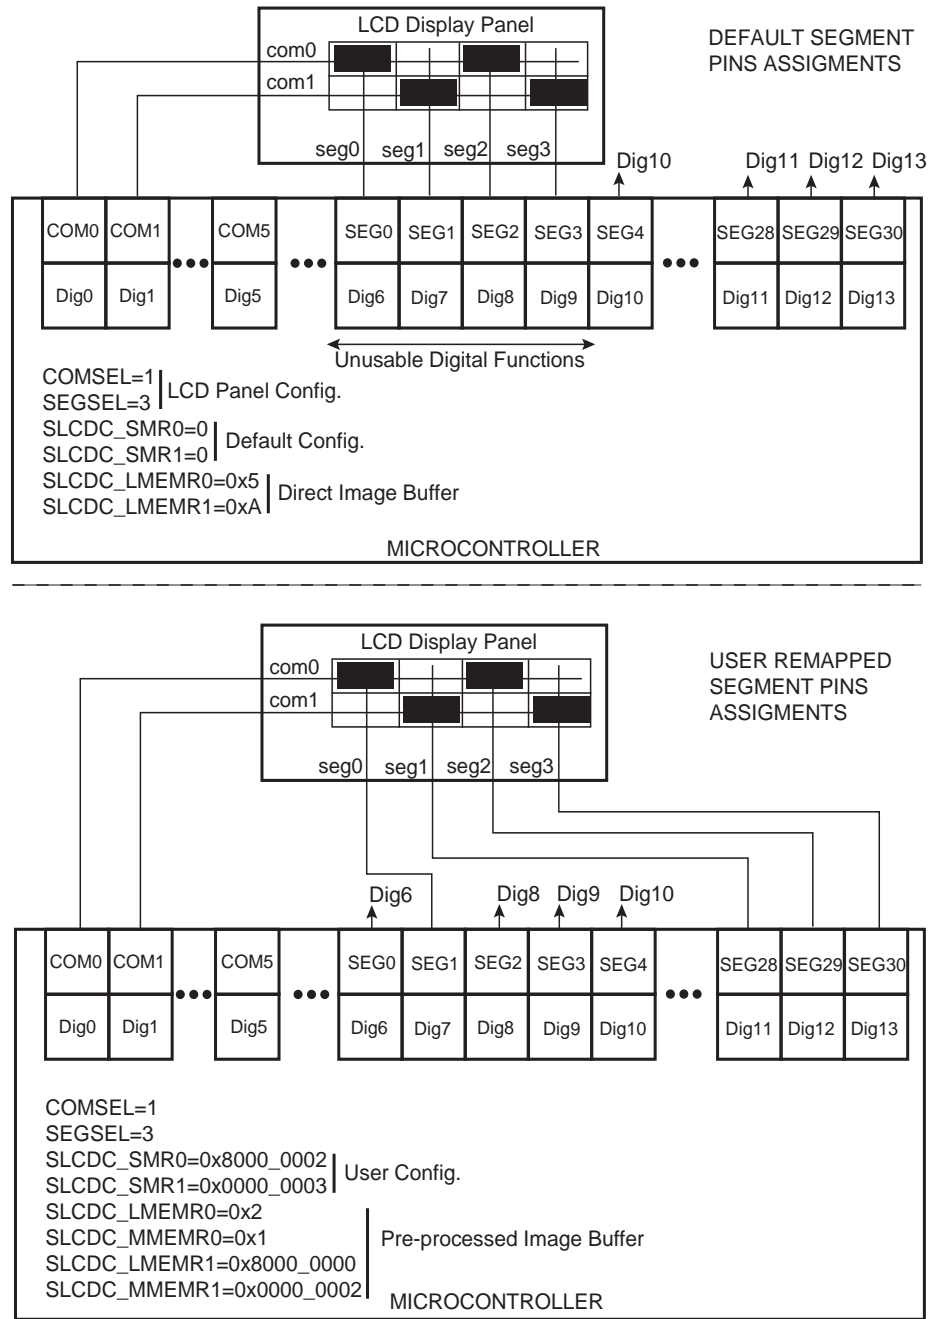 LCD Display Panel
DEFAULT SEGMENT
PINS ASSIGMENTS
com0
com1
seg0 seg1 seg2 seg3
Dig10 Dig11 Dig12 Dig13
COM0 COM1 COM5 SEG0 SEG1 SEG2 SEG3 SEG4 SEG28 SEG29 SEG30
Dig0 Dig1 Dig5 Dig6 Dig7 Dig8 Dig9 Dig10 Dig11 Dig12 Dig13
Unusable Digital Functions
COMSEL=1
SEGSEL=3
LCD Panel Config.
SLCDC_SMR0=0
SLCDC_SMR1=0
Default Config.
SLCDC_LMEMR0=0x5
SLCDC_LMEMR1=0xA
Direct Image Buffer
MICROCONTROLLER
LCD Display Panel
USER REMAPPED
SEGMENT PINS
ASSIGMENTS
com0
com1
seg0 seg1 seg2 seg3
Dig6 Dig8 Dig9 Dig10
COM0 COM1 COM5 SEG0 SEG1 SEG2 SEG3 SEG4 SEG28 SEG29 SEG30
Dig0 Dig1 Dig5 Dig6 Dig7 Dig8 Dig9 Dig10 Dig11 Dig12 Dig13
COMSEL=1
SEGSEL=3
SLCDC_SMR0=0x8000_0002
SLCDC_SMR1=0x0000_0003
User Config.
SLCDC_LMEMR0=0x2
SLCDC_MMEMR0=0x1
SLCDC_LMEMR1=0x8000_0000
SLCDC_MMEMR1=0x0000_0002
Pre-processed Image Buffer
MICROCONTROLLER